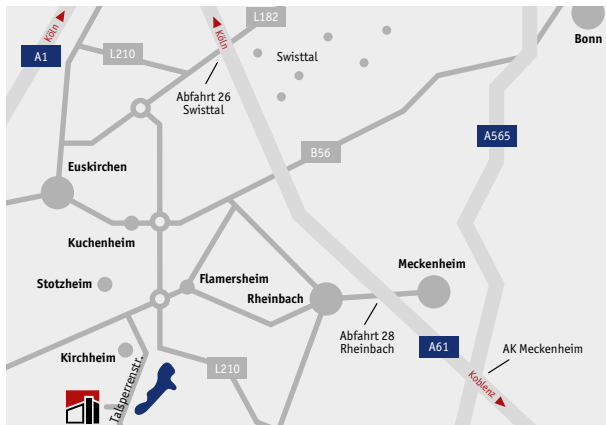 L182
Köln
Köln
Bonn
A1
L210
Swisttal
Abfahrt 26
Swisttal
A565
B56
Euskirchen
Kuchenheim
Stotzheim
Flamersheim
Meckenheim
Rheinbach
Abfahrt 28
Rheinbach
A61
AK Meckenheim
Kirchheim
L210
Koblenz
Talsperrenstr.